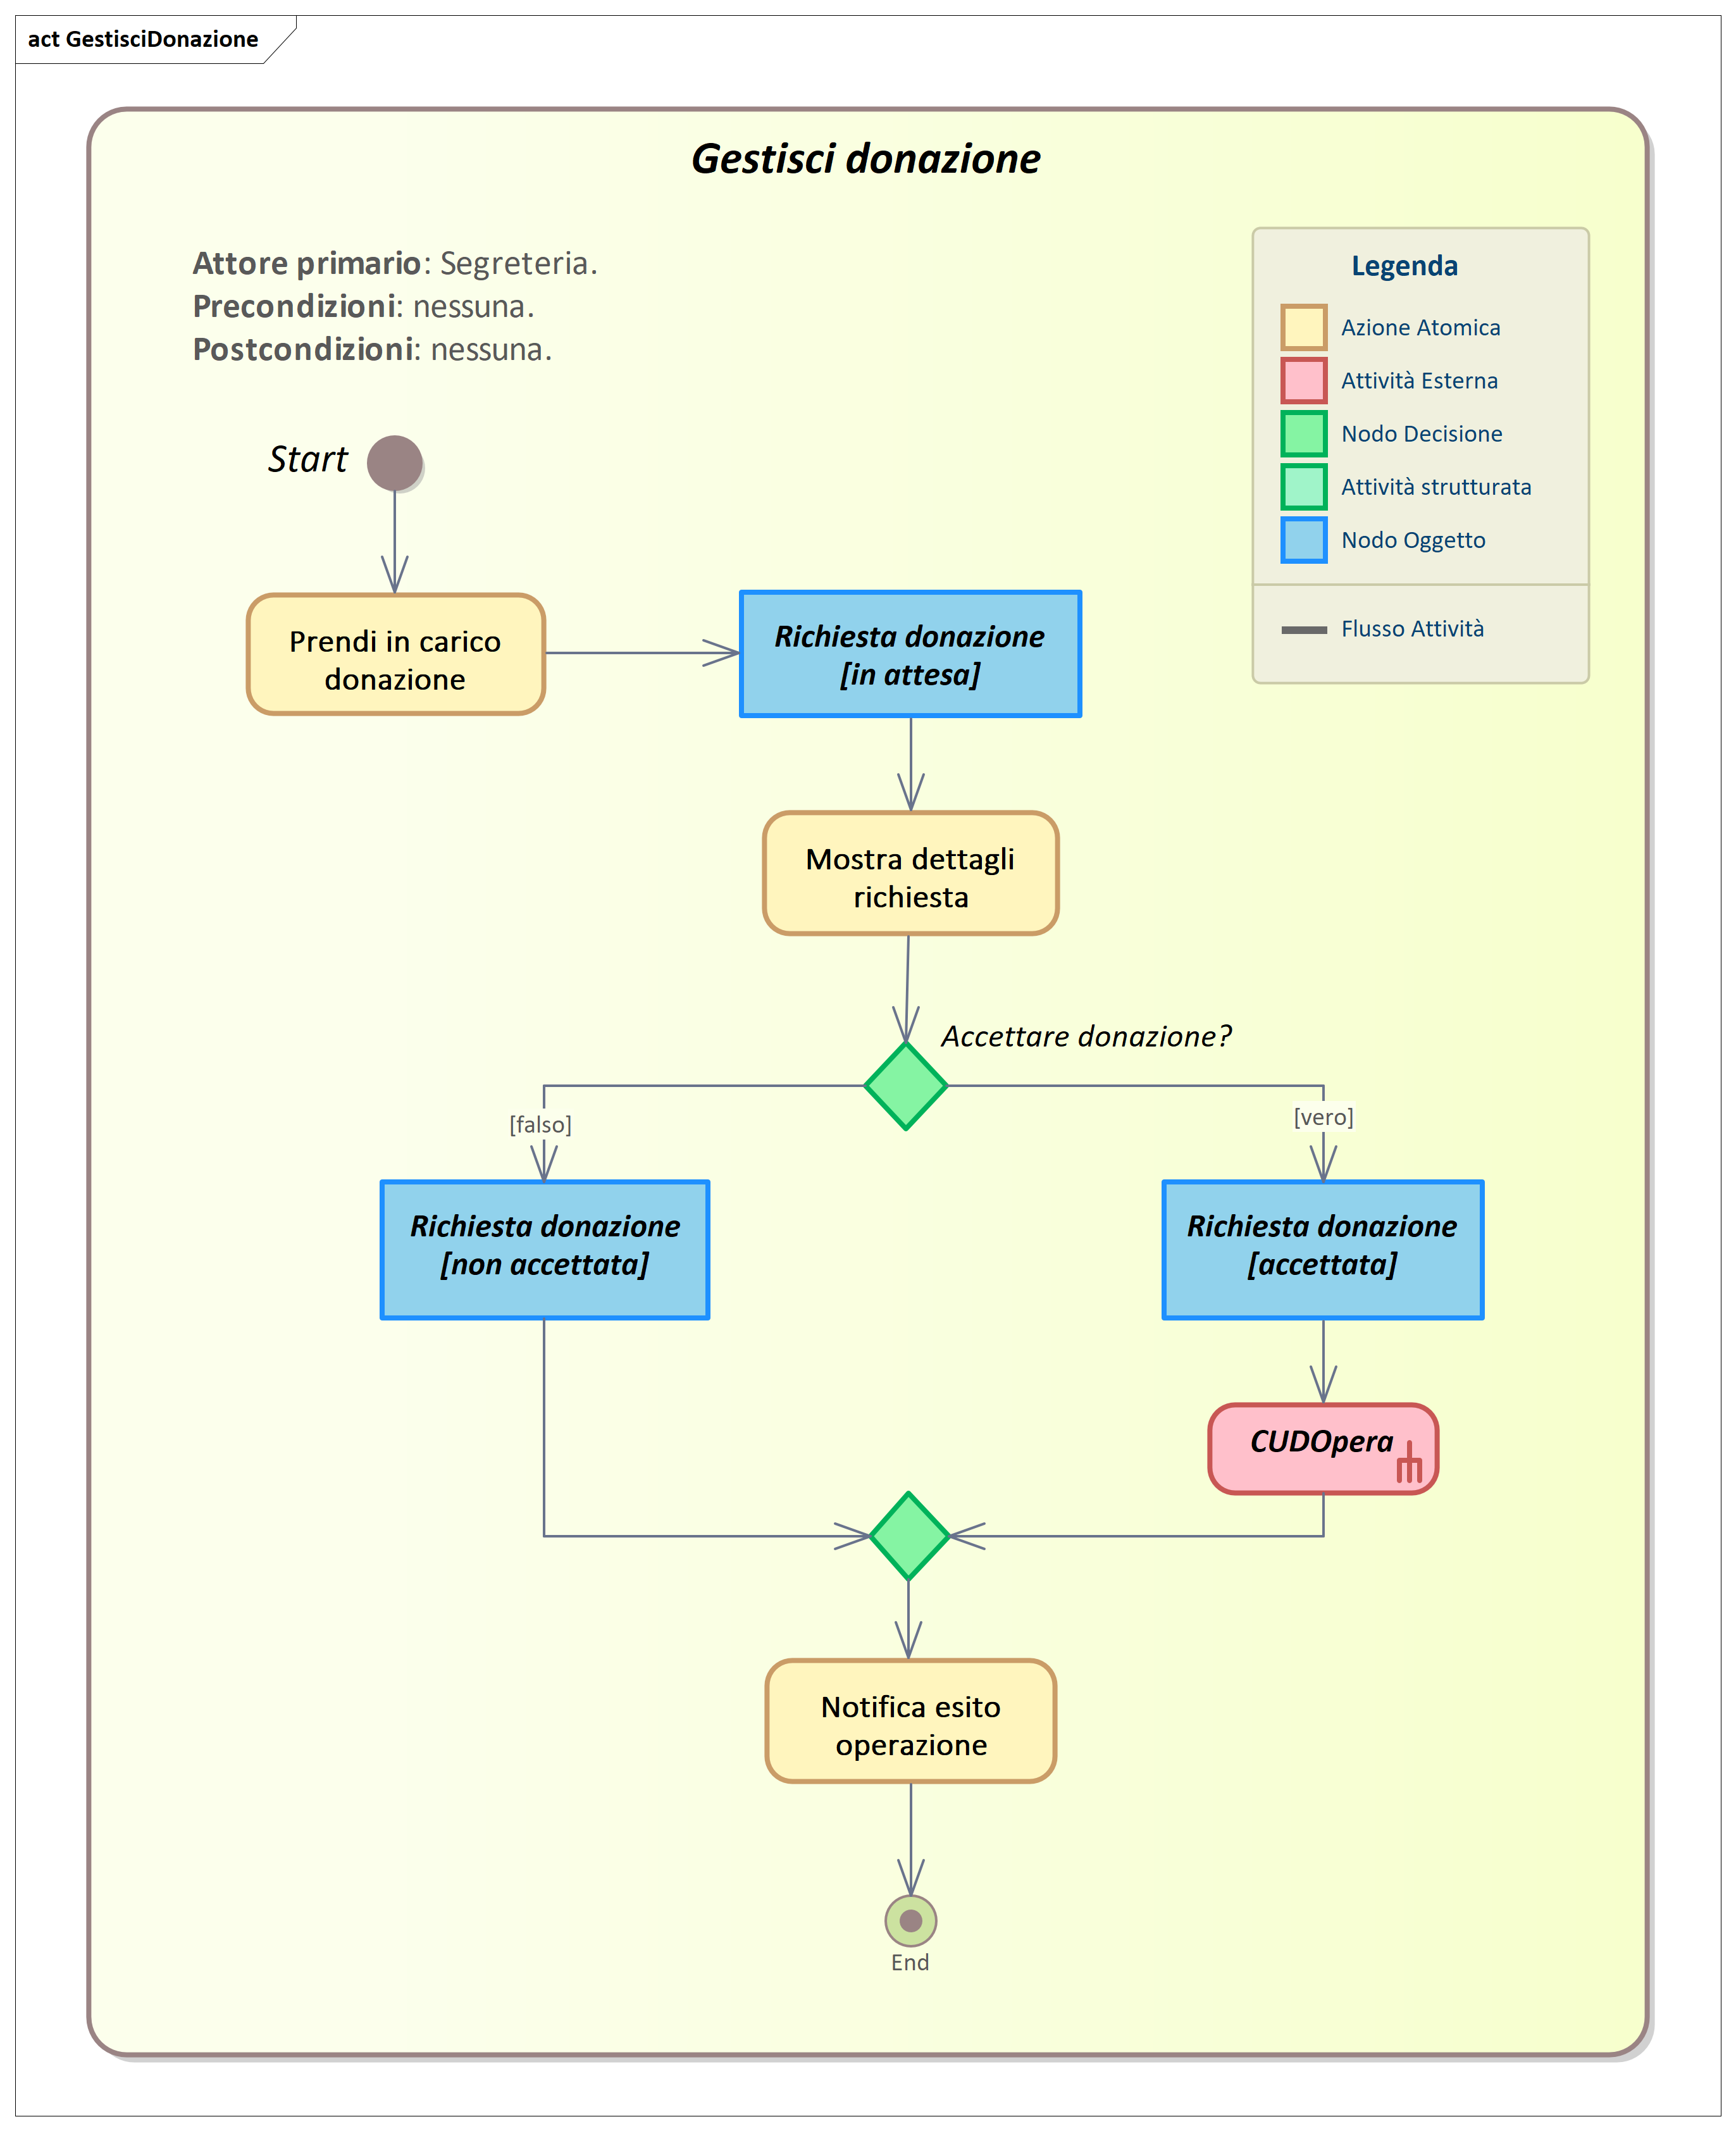 act GestisciDonazione
Gestisci donazione
Attore primario: Segreteria.
Precondizioni: nessuna.
Postcondizioni: nessuna.
Legenda
Azione Atomica
Attività Esterna
Nodo Decisione
Attività strutturata
Nodo Oggetto
Flusso Attività
Start
Prendi in carico
donazione
Richiesta donazione
[in attesa]
Mostra dettagli
richiesta
Accettare donazione?
[falso]
[vero]
Richiesta donazione
[non accettata]
Richiesta donazione
[accettata]
CUDOpera
Notifica esito
operazione
End